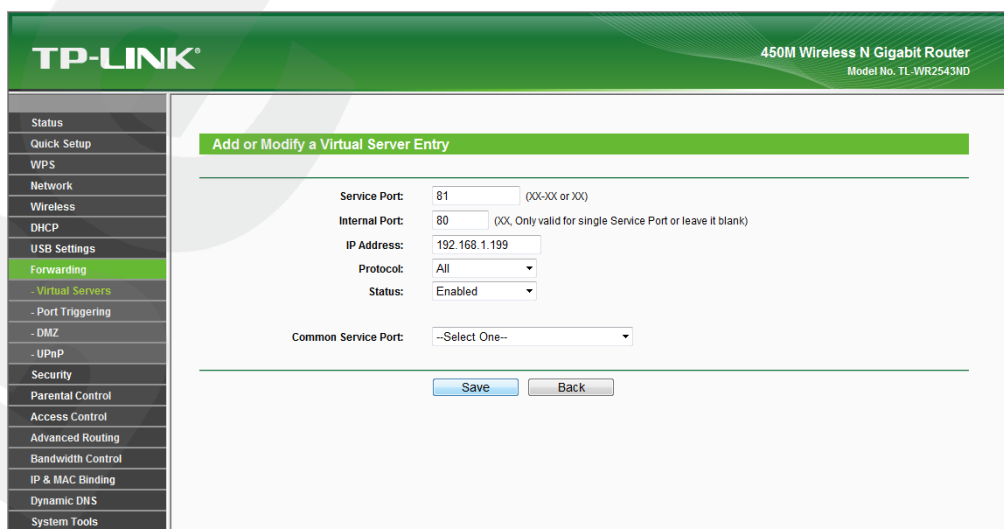 TP-LINK®
450M Wireless N Gigabit Router
Model No. TL-WR2543ND
Status
Quick Setup
WPS
Network
Wireless
DHCP
USB Settings
Forwarding
- Virtual Servers
- Port Triggering
- DMZ
- UPnP
Security
Parental Control
Access Control
Advanced Routing
Bandwidth Control
IP & MAC Binding
Dynamic DNS
System Tools
Add or Modify a Virtual Server Entry
Service Port: 81 (XX-XX or XX)
Internal Port: 80 (XX, Only valid for single Service Port or leave it blank)
IP Address: 192.168.1.199
Protocol: All
Status: Enabled
Common Service Port: --Select One--
Save Back